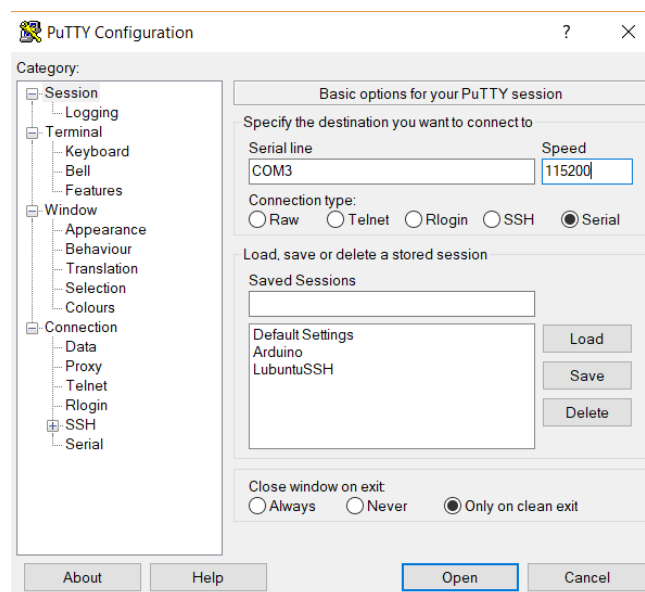 PuTTY Configuration
?
Category:
Session
Logging
Terminal
Keyboard
Bell
Features
Window
Appearance
Behaviour
Translation
Selection
Colours
Connection
Data
Proxy
Telnet
Rlogin
SSH
Serial
Basic options for your PuTTY session
Specify the destination you want to connect to
Serial line Speed
COM3 115200
Connection type:
Raw Telnet Rlogin SSH Serial
Load, save or delete a stored session
Saved Sessions
Default Settings
Arduino
LubuntuSSH
Load
Save
Delete
Close window on exit:
Always Never Only on clean exit
About Help Open Cancel